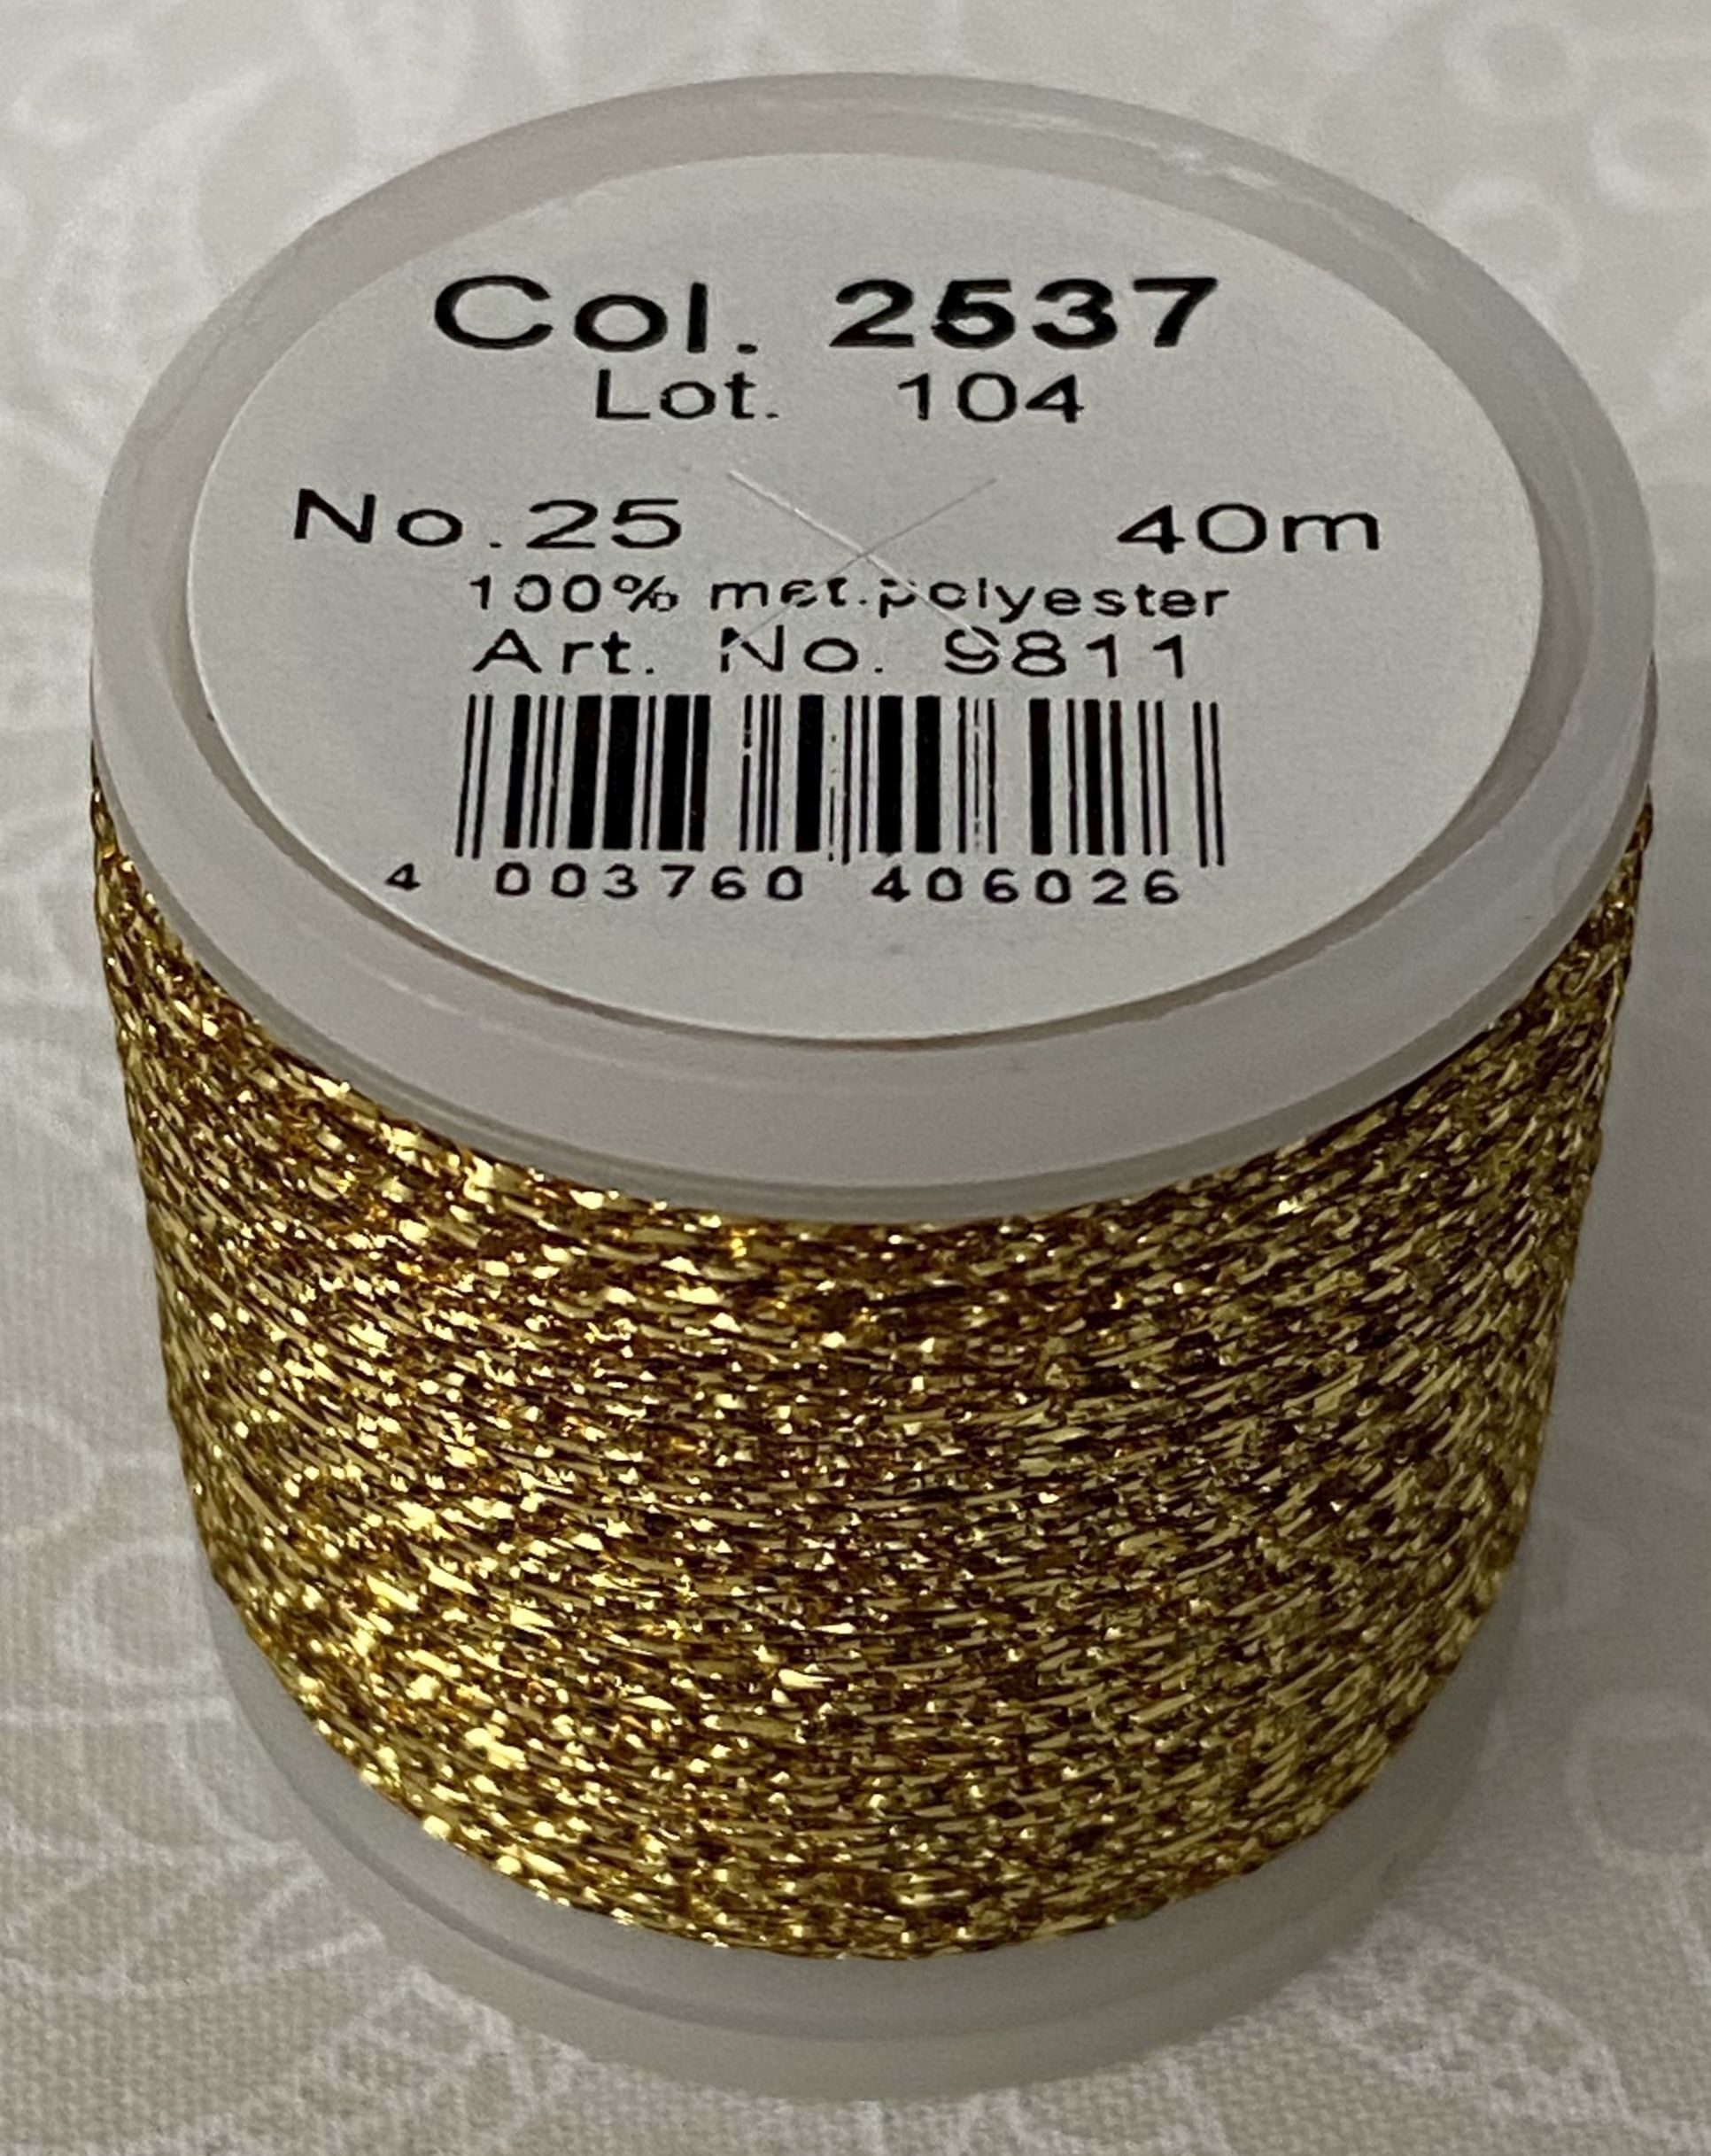 Col. 2537
Lot. 104
No.25 40m
100% met.polyester
Art. No. 9811
4 003760 406026